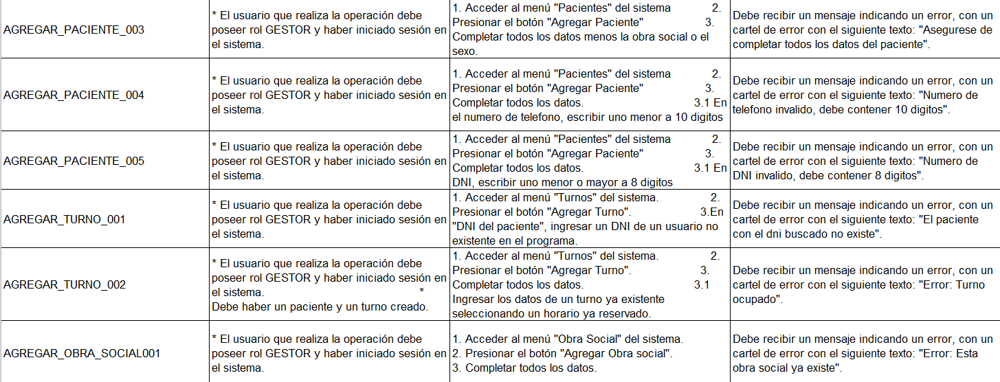 AGREGAR_PACIENTE_003
* El usuario que realiza la operación debe
poseer rol GESTOR y haber iniciado sesión en
el sistema.
1. Acceder al menú "Pacientes" del sistema 2.
Presionar el botón "Agregar Paciente" 3.
Completar todos los datos menos la obra social o el
sexo.
Debe recibir un mensaje indicando un error, con un
cartel de error con el siguiente texto: "Asegurese de
completar todos los datos del paciente".
AGREGAR_PACIENTE_004
* El usuario que realiza la operación debe
poseer rol GESTOR y haber iniciado sesión en
el sistema.
1. Acceder al menú "Pacientes" del sistema 2.
Presionar el botón "Agregar Paciente" 3.
Completar todos los datos. 3.1 En
el numero de telefono, escribir uno menor a 10 digitos
Debe recibir un mensaje indicando un error, con un
cartel de error con el siguiente texto: "Numero de
telefono invalido, debe contener 10 digitos".
AGREGAR_PACIENTE_005
* El usuario que realiza la operación debe
poseer rol GESTOR y haber iniciado sesión en
el sistema.
1. Acceder al menú "Pacientes" del sistema 2.
Presionar el botón "Agregar Paciente" 3.
Completar todos los datos. 3.1 En
DNI, escribir uno menor o mayor a 8 digitos
Debe recibir un mensaje indicando un error, con un
cartel de error con el siguiente texto: "Numero de
DNI invalido, debe contener 8 digitos".
AGREGAR_TURNO_001
* El usuario que realiza la operación debe
poseer rol GESTOR y haber iniciado sesión en
el sistema.
1. Acceder al menú "Turnos" del sistema. 2.
Presionar el botón "Agregar Turno". 3.En
"DNI del paciente", ingresar un DNI de un usuario no
existente en el programa.
Debe recibir un mensaje indicando un error, con un
cartel de error con el siguiente texto: "El paciente
con el dni buscado no existe".
AGREGAR_TURNO_002
* El usuario que realiza la operación debe
poseer rol GESTOR y haber iniciado sesión en
el sistema. *
Debe haber un paciente y un turno creado.
1. Acceder al menú "Turnos" del sistema. 2.
Presionar el botón "Agregar Turno". 3.
Completar todos los datos. 3.1
Ingresar los datos de un turno ya existente
seleccionando un horario ya reservado.
Debe recibir un mensaje indicando un error, con un
cartel de error con el siguiente texto: "Error: Turno
ocupado".
AGREGAR_OBRA_SOCIAL001
* El usuario que realiza la operación debe
poseer rol GESTOR y haber iniciado sesión en
el sistema.
1. Acceder al menú "Obra Social" del sistema.
2. Presionar el botón "Agregar Obra social".
3. Completar todos los datos.
Debe recibir un mensaje indicando un error, con un
cartel de error con el siguiente texto: "Error: Esta
obra social ya existe".